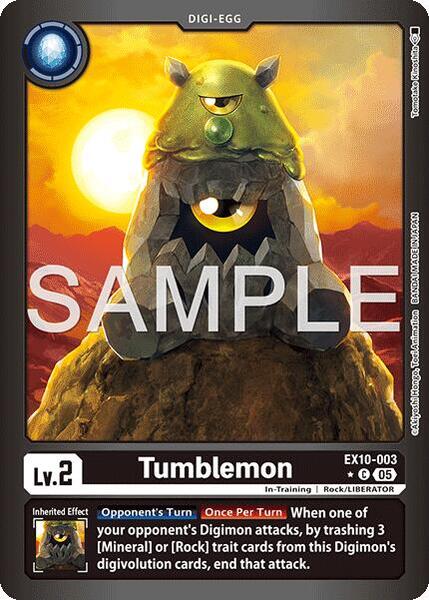 DIGI-EGG
Tomotake Kinoshita
©Akiyoshi Hongo, Toei Animation BANDAI MADE IN JAPAN
SAMPLE
Lv.2
Tumblemon
EX10-003
C 05
In-Training | Rock/LIBERATOR
Inherited Effect
Opponent's Turn Once Per Turn When one of
your opponent's Digimon attacks, by trashing 3
[Mineral] or [Rock] trait cards from this Digimon's
digivolution cards, end that attack.